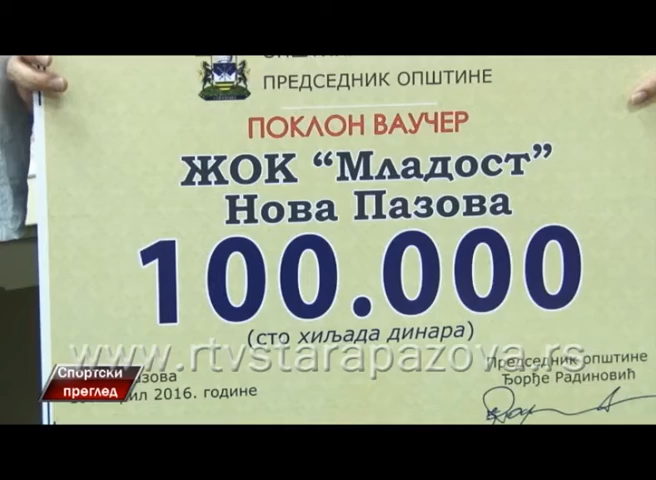 ПРЕДСЕДНИК ОПШТИНЕ
ПОКЛОН ВАУЧЕР
ЖОК “Младост”
Нова Пазова
100.000
(сто хиљада динара)
www.rtvstarapazova.rs
Председник општине
Ђорђе Радиновић
2016. године
Спортски
преглед